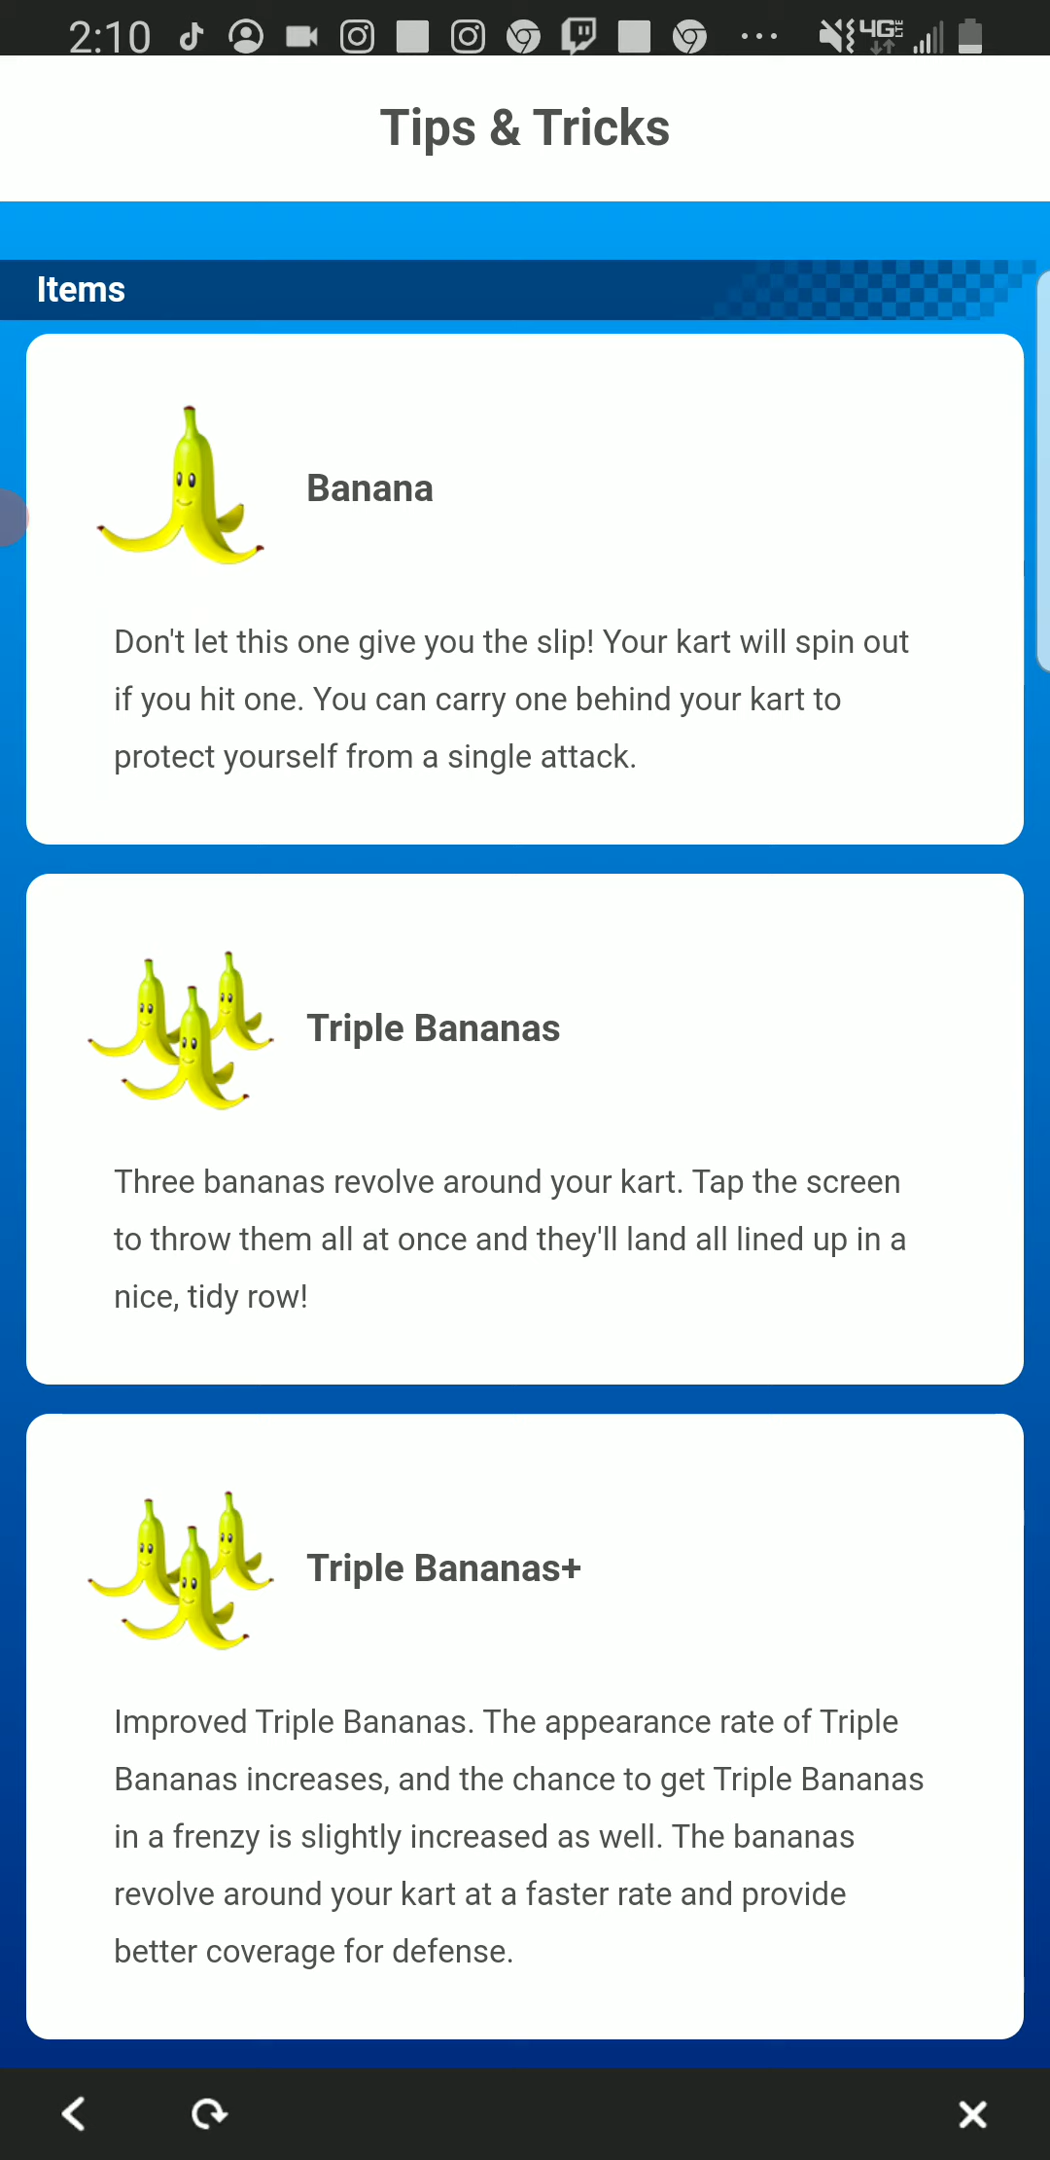 2:10
4G LTE
Tips & Tricks
Items
Banana
Don't let this one give you the slip! Your kart will spin out
if you hit one. You can carry one behind your kart to
protect yourself from a single attack.
Triple Bananas
Three bananas revolve around your kart. Tap the screen
to throw them all at once and they'll land all lined up in a
nice, tidy row!
Triple Bananas+
Improved Triple Bananas. The appearance rate of Triple
Bananas increases, and the chance to get Triple Bananas
in a frenzy is slightly increased as well. The bananas
revolve around your kart at a faster rate and provide
better coverage for defense.